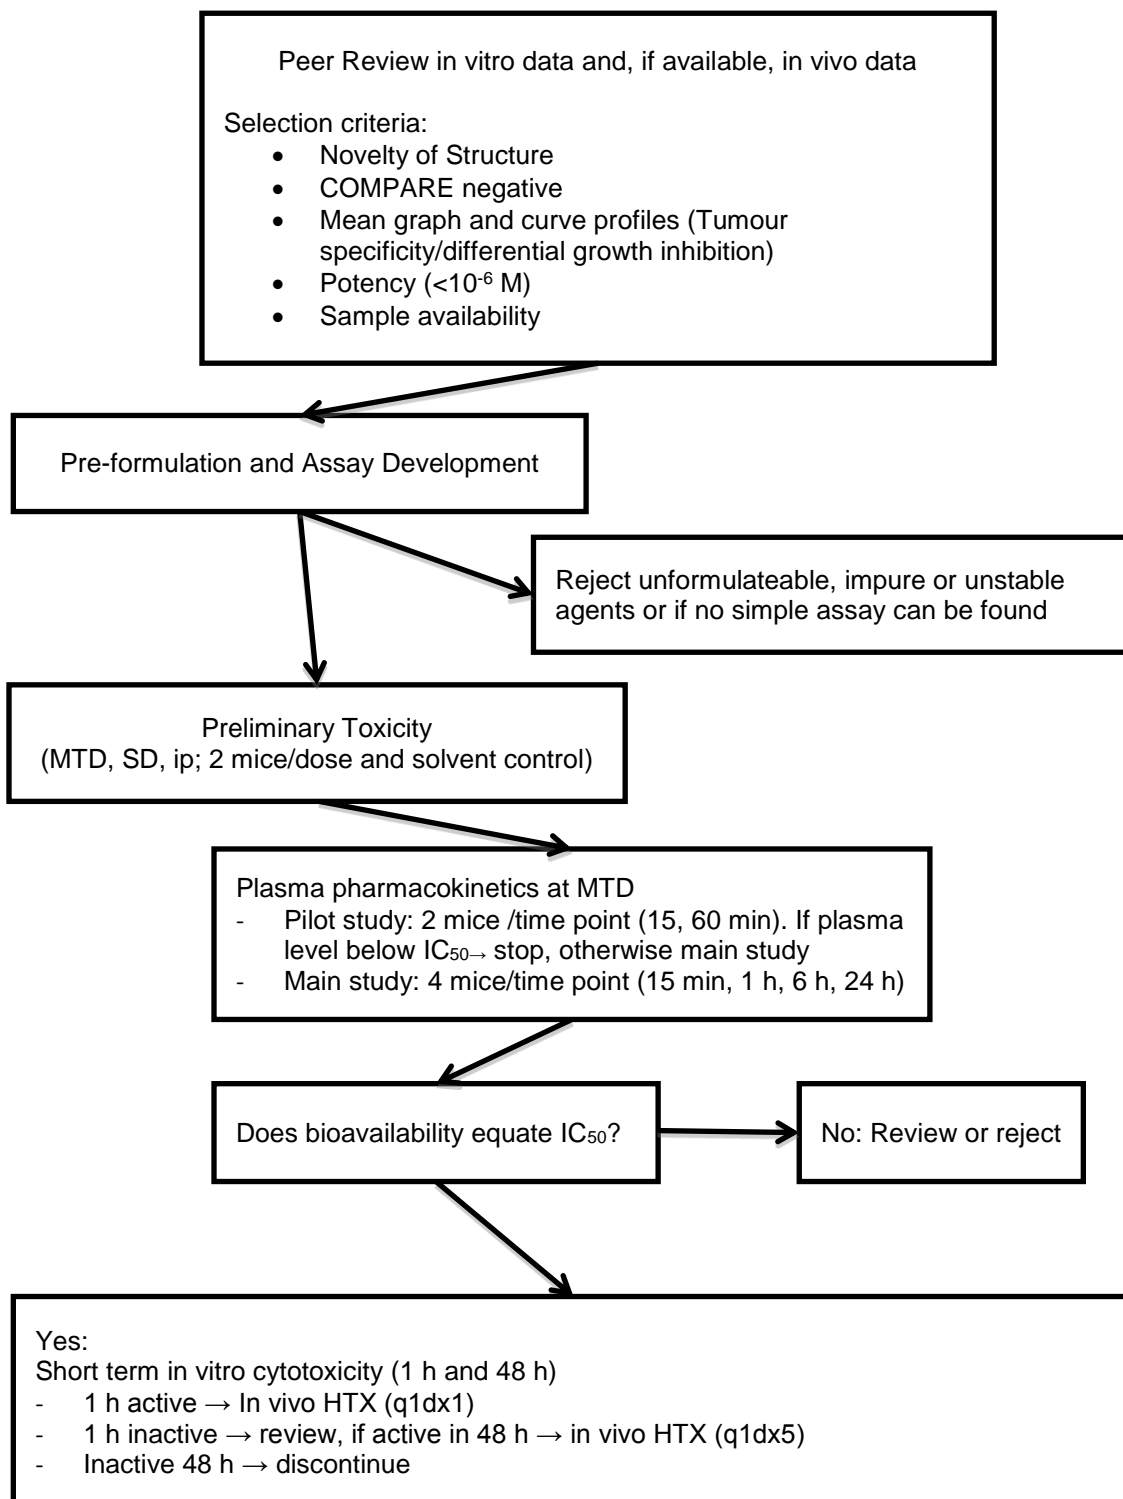 Peer Review in vitro data and, if available, in vivo data
Selection criteria:
• Novelty of Structure
• COMPARE negative
• Mean graph and curve profiles (Tumour
specificity/differential growth inhibition)
• Potency (<10⁻⁶ M)
• Sample availability
Pre-formulation and Assay Development
Reject unformulateable, impure or unstable
agents or if no simple assay can be found
Preliminary Toxicity
(MTD, SD, ip; 2 mice/dose and solvent control)
Plasma pharmacokinetics at MTD
- Pilot study: 2 mice /time point (15, 60 min). If plasma
level below IC₅₀→ stop, otherwise main study
- Main study: 4 mice/time point (15 min, 1 h, 6 h, 24 h)
Does bioavailability equate IC₅₀?
No: Review or reject
Yes:
Short term in vitro cytotoxicity (1 h and 48 h)
- 1 h active → In vivo HTX (q1dx1)
- 1 h inactive → review, if active in 48 h → in vivo HTX (q1dx5)
- Inactive 48 h → discontinue